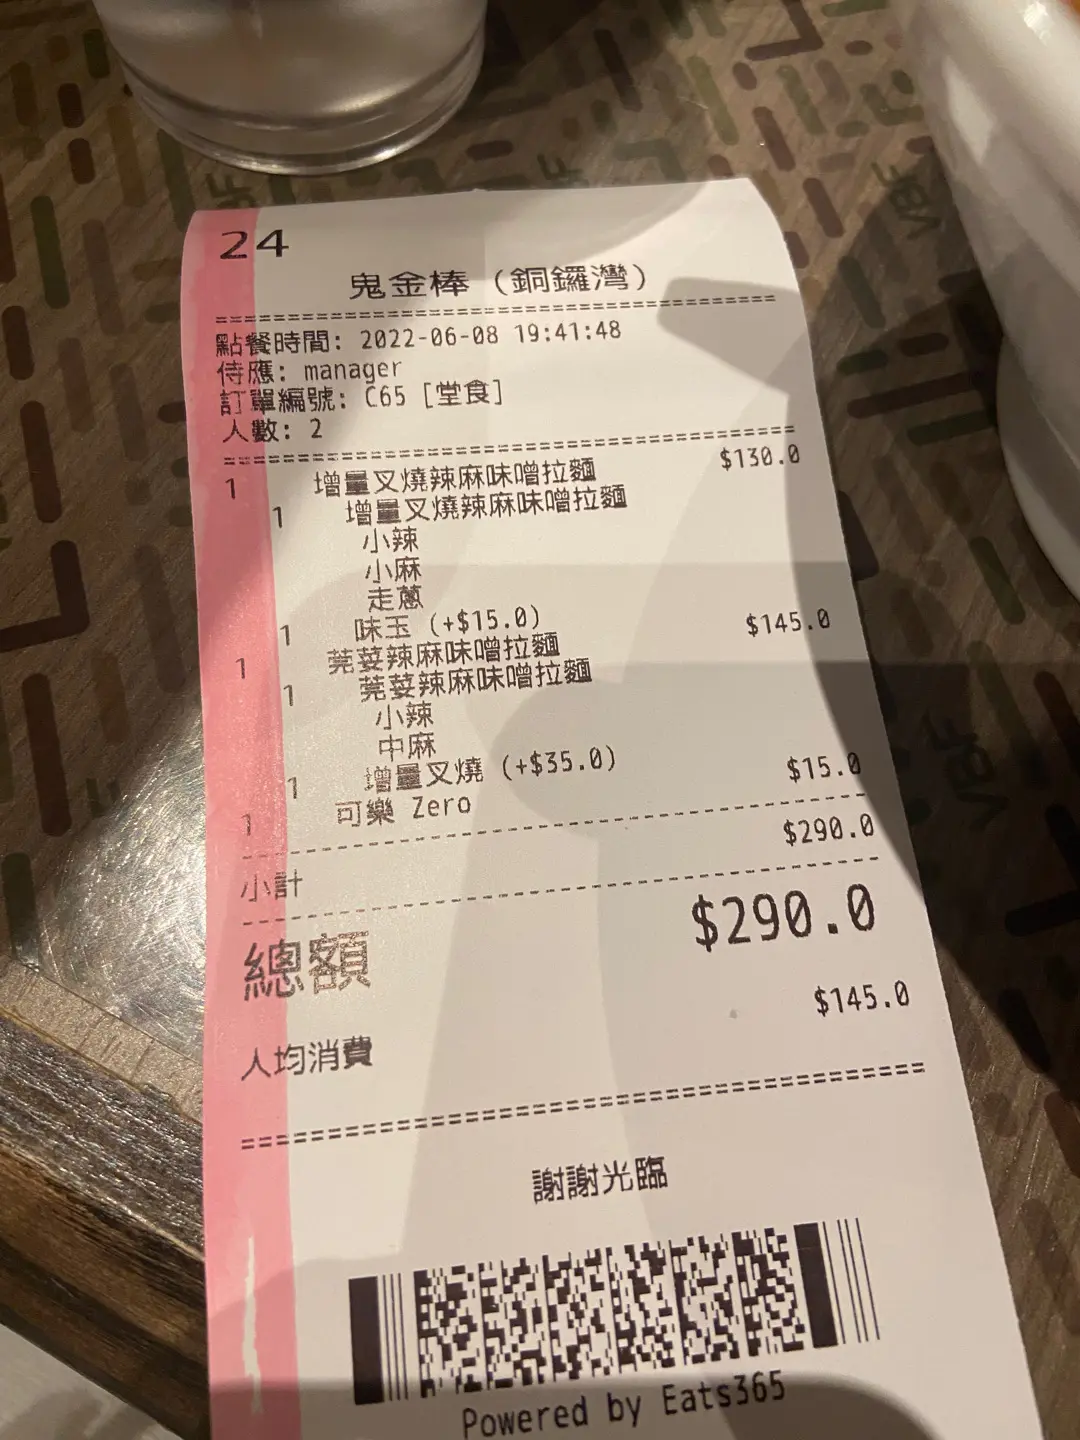 24
鬼金棒 (銅鑼灣)
點餐時間: 2022-06-08 19:41:48
侍應: manager
訂單編號: C65 [堂食]
人數: 2
1 增量叉燒辣麻味噌拉麵 $130.0
1 增量叉燒辣麻味噌拉麵
小辣
小麻
走蔥
1 味玉 (+$15.0)
1 芫荽辣麻味噌拉麵 $145.0
1 芫荽辣麻味噌拉麵
小辣
中麻
1 增量叉燒 (+$35.0)
1 可樂 Zero $15.0
小計 $290.0
總額 $290.0
人均消費 $145.0
謝謝光臨
Powered by Eats365